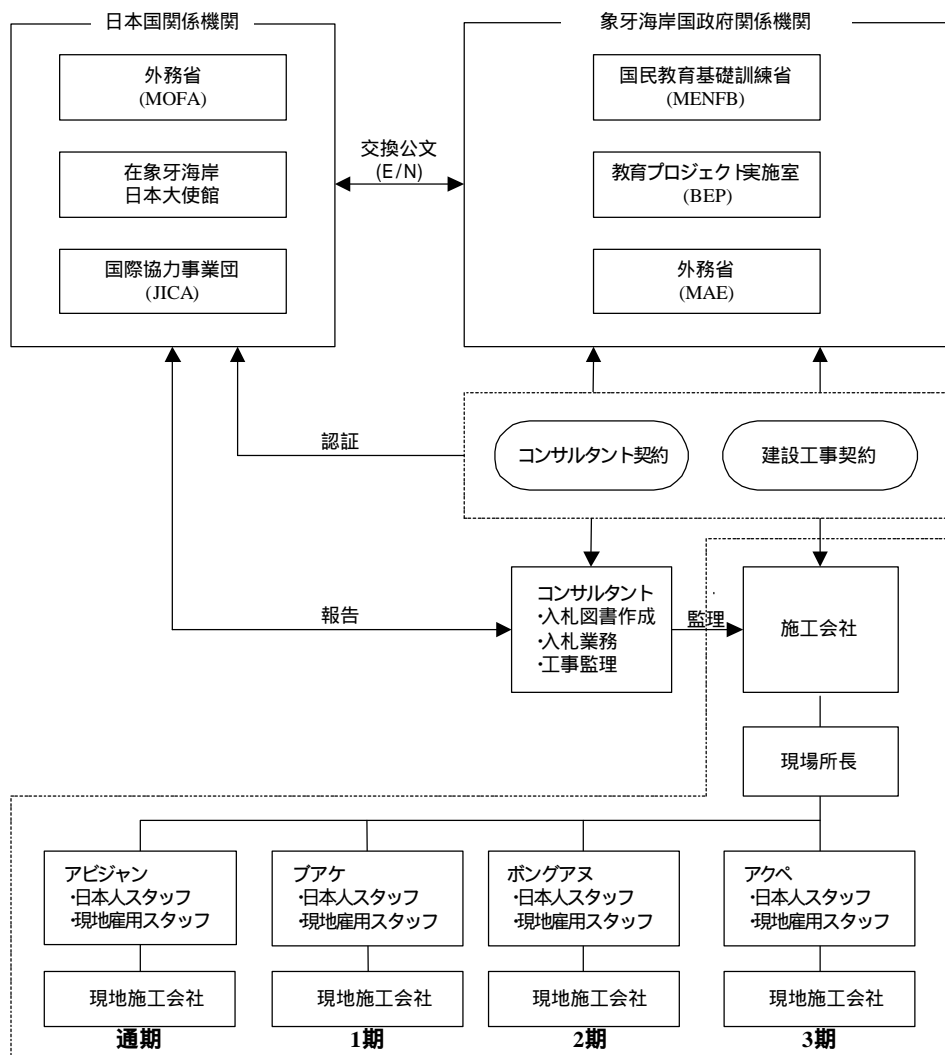 日本国関係機関
象牙海岸国政府関係機関
外務省
(MOFA)
国民教育基礎訓練省
(MENFB)
交換公文
(E/N)
在象牙海岸
日本大使館
教育プロジェクト実施室
(BEP)
国際協力事業団
(JICA)
外務省
(MAE)
認証
コンサルタント契約
建設工事契約
報告
コンサルタント
・入札図書作成
・入札業務
・工事監理
監理
施工会社
現場所長
アビジャン
・日本人スタッフ
・現地雇用スタッフ
ブアケ
・日本人スタッフ
・現地雇用スタッフ
ボングアヌ
・日本人スタッフ
・現地雇用スタッフ
アクペ
・日本人スタッフ
・現地雇用スタッフ
現地施工会社
現地施工会社
現地施工会社
現地施工会社
通期
1期
2期
3期